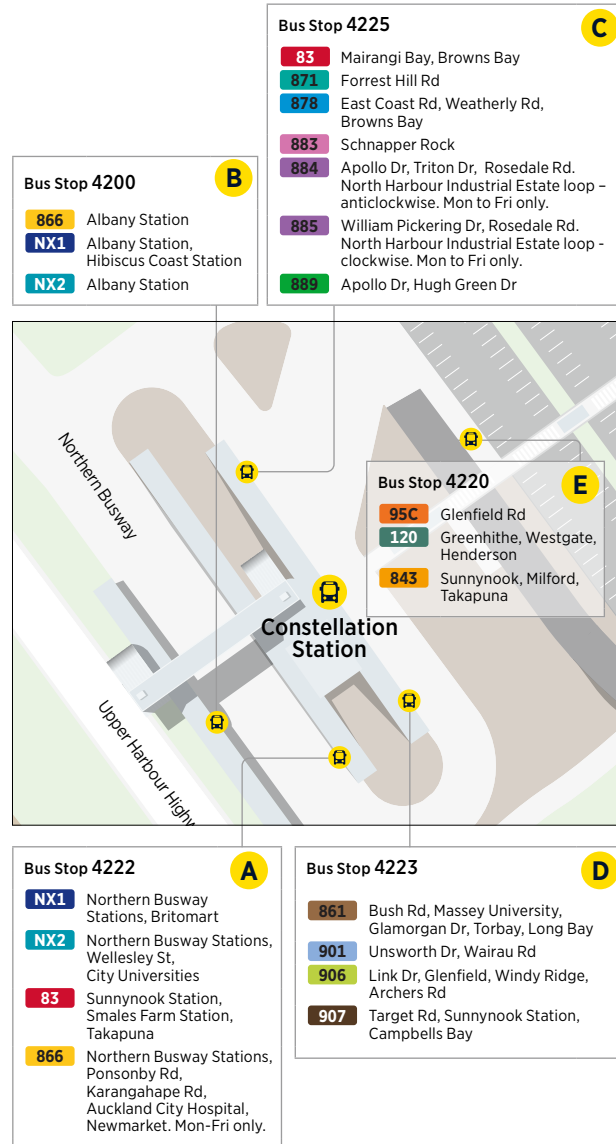 Bus Stop 4225
C
83 Mairangi Bay, Browns Bay
871 Forrest Hill Rd
878 East Coast Rd, Weatherly Rd,
Browns Bay
883 Schnapper Rock
884 Apollo Dr, Triton Dr, Rosedale Rd.
North Harbour Industrial Estate loop –
anticlockwise. Mon to Fri only.
885 William Pickering Dr, Rosedale Rd.
North Harbour Industrial Estate loop -
clockwise. Mon to Fri only.
889 Apollo Dr, Hugh Green Dr
Bus Stop 4200
B
866 Albany Station
NX1 Albany Station,
Hibiscus Coast Station
NX2 Albany Station
Northern Busway
Bus Stop 4220
E
95C Glenfield Rd
120 Greenhithe, Westgate,
Henderson
843 Sunnynook, Milford,
Takapuna
Constellation
Station
Upper Harbour Highw
Bus Stop 4222
A
NX1 Northern Busway
Stations, Britomart
NX2 Northern Busway Stations,
Wellesley St,
City Universities
83 Sunnynook Station,
Smales Farm Station,
Takapuna
866 Northern Busway Stations,
Ponsonby Rd,
Karangahape Rd,
Auckland City Hospital,
Newmarket. Mon-Fri only.
Bus Stop 4223
D
861 Bush Rd, Massey University,
Glamorgan Dr, Torbay, Long Bay
901 Unsworth Dr, Wairau Rd
906 Link Dr, Glenfield, Windy Ridge,
Archers Rd
907 Target Rd, Sunnynook Station,
Campbells Bay